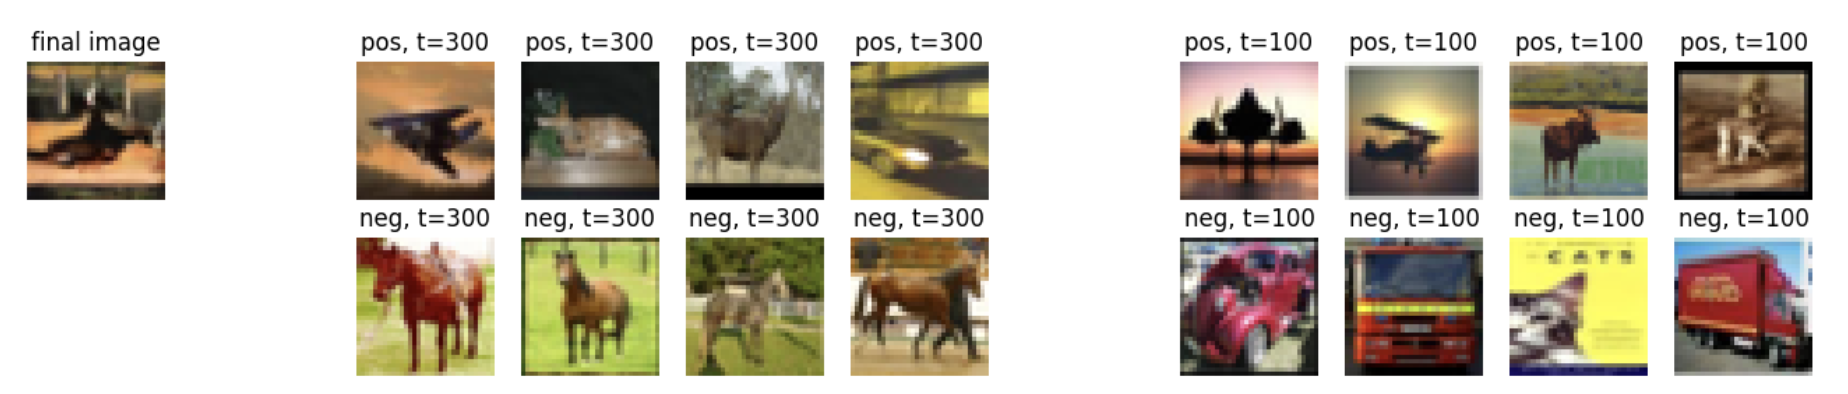 final image
pos, t=300 pos, t=300 pos, t=300 pos, t=300 pos, t=100 pos, t=100 pos, t=100 pos, t=100
neg, t=300 neg, t=300 neg, t=300 neg, t=300 neg, t=100 neg, t=100 neg, t=100 neg, t=100
CATS